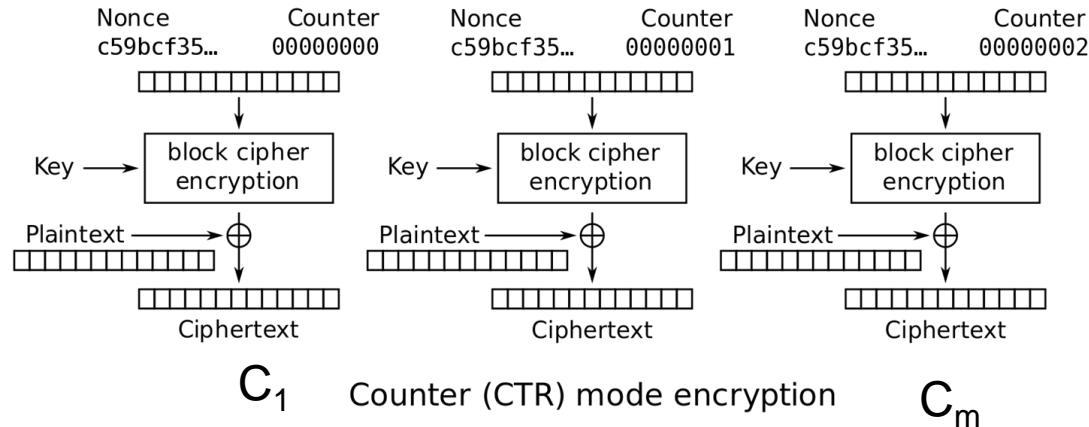 Nonce Counter Nonce Counter Nonce Counter
c59bcf35… 00000000 c59bcf35… 00000001 c59bcf35… 00000002
Key block cipher encryption Key block cipher encryption Key block cipher encryption
Plaintext Plaintext Plaintext
Ciphertext Ciphertext Ciphertext
C1 Counter (CTR) mode encryption Cm